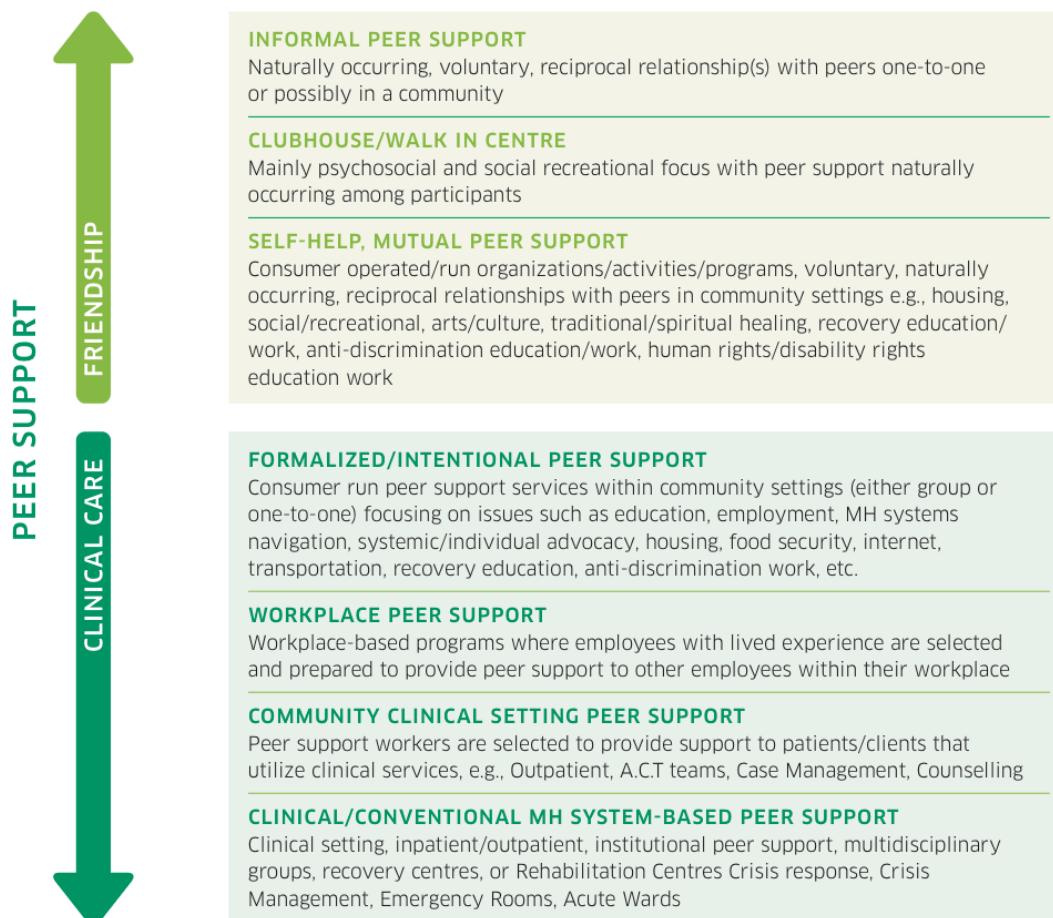 PEER SUPPORT
FRIENDSHIP
INFORMAL PEER SUPPORT
Naturally occurring, voluntary, reciprocal relationship(s) with peers one-to-one
or possibly in a community
CLUBHOUSE/WALK IN CENTRE
Mainly psychosocial and social recreational focus with peer support naturally
occurring among participants
SELF-HELP, MUTUAL PEER SUPPORT
Consumer operated/run organizations/activities/programs, voluntary, naturally
occurring, reciprocal relationships with peers in community settings e.g., housing,
social/recreational, arts/culture, traditional/spiritual healing, recovery education/
work, anti-discrimination education/work, human rights/disability rights
education work
CLINICAL CARE
FORMALIZED/INTENTIONAL PEER SUPPORT
Consumer run peer support services within community settings (either group or
one-to-one) focusing on issues such as education, employment, MH systems
navigation, systemic/individual advocacy, housing, food security, internet,
transportation, recovery education, anti-discrimination work, etc.
WORKPLACE PEER SUPPORT
Workplace-based programs where employees with lived experience are selected
and prepared to provide peer support to other employees within their workplace
COMMUNITY CLINICAL SETTING PEER SUPPORT
Peer support workers are selected to provide support to patients/clients that
utilize clinical services, e.g., Outpatient, A.C.T teams, Case Management, Counselling
CLINICAL/CONVENTIONAL MH SYSTEM-BASED PEER SUPPORT
Clinical setting, inpatient/outpatient, institutional peer support, multidisciplinary
groups, recovery centres, or Rehabilitation Centres Crisis response, Crisis
Management, Emergency Rooms, Acute Wards